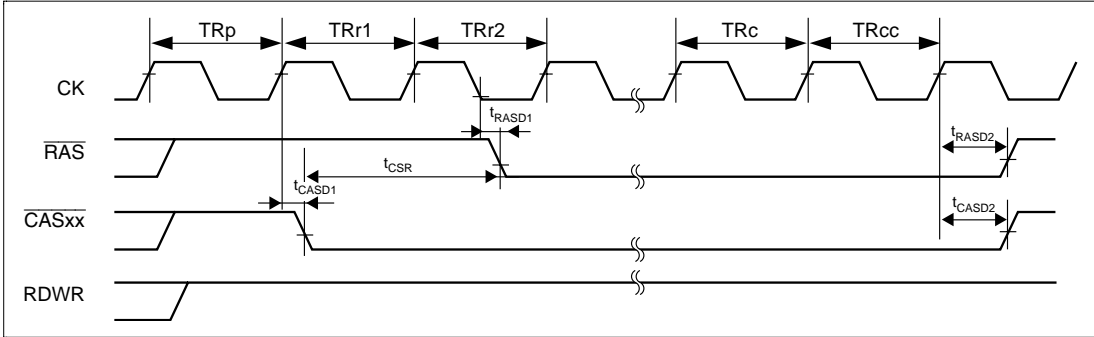 TRp TRr1 TRr2 TRc TRcc
CK
tRASD1
RAS
tRASD2
tCSR
tCASD1
CASxx
tCASD2
RDWR